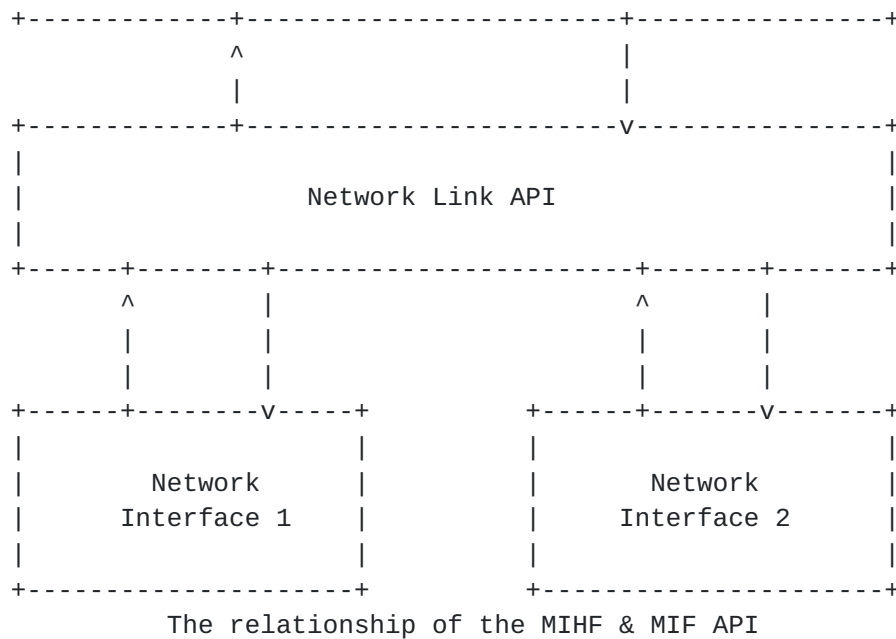 Network Link API
Network
Interface 1
Network
Interface 2
The relationship of the MIHF & MIF API